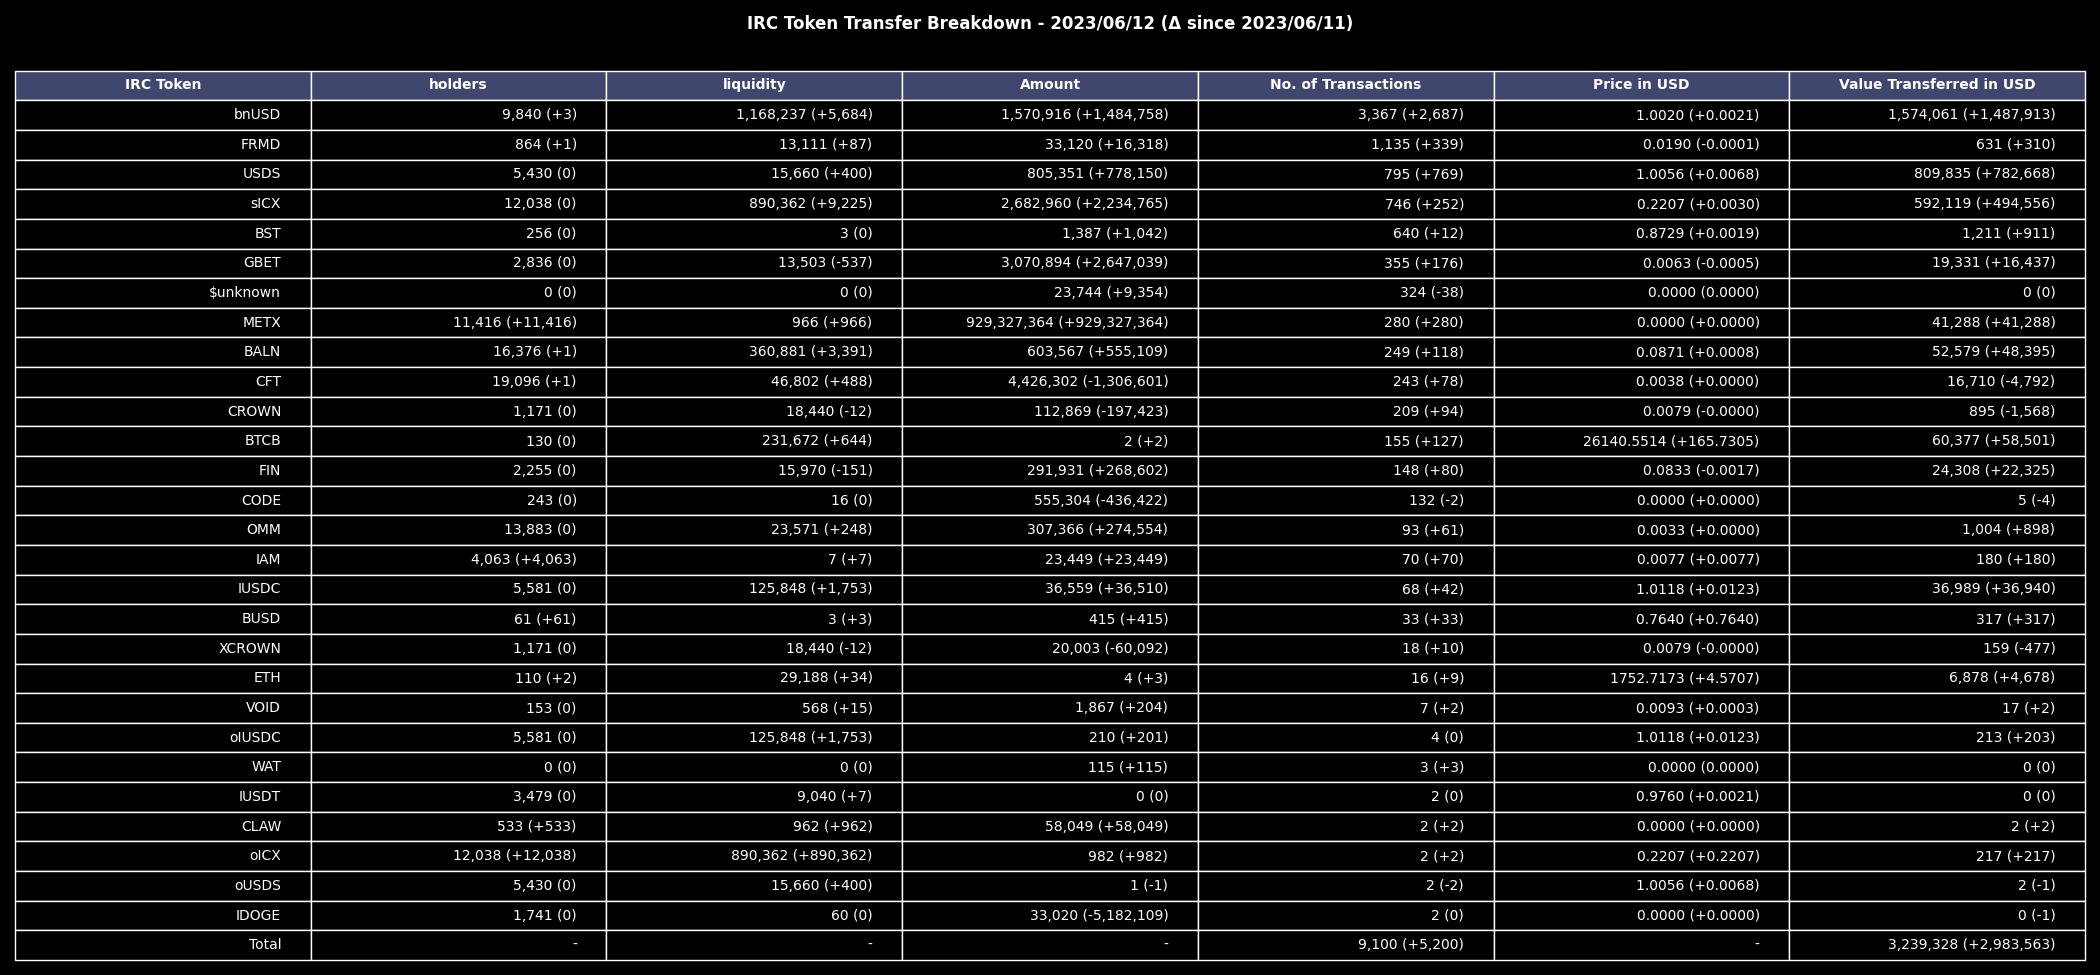 IRC Token Transfer Breakdown - 2023/06/12 (Δ since 2023/06/11)
IRC Token holders liquidity Amount No. of Transactions Price in USD Value Transferred in USD
bnUSD 9,840 (+3) 1,168,237 (+5,684) 1,570,916 (+1,484,758) 3,367 (+2,687) 1.0020 (+0.0021) 1,574,061 (+1,487,913)
FRMD 864 (+1) 13,111 (+87) 33,120 (+16,318) 1,135 (+339) 0.0190 (-0.0001) 631 (+310)
USDS 5,430 (0) 15,660 (+400) 805,351 (+778,150) 795 (+769) 1.0056 (+0.0068) 809,835 (+782,668)
sICX 12,038 (0) 890,362 (+9,225) 2,682,960 (+2,234,765) 746 (+252) 0.2207 (+0.0030) 592,119 (+494,556)
BST 256 (0) 3 (0) 1,387 (+1,042) 640 (+12) 0.8729 (+0.0019) 1,211 (+911)
GBET 2,836 (0) 13,503 (-537) 3,070,894 (+2,647,039) 355 (+176) 0.0063 (-0.0005) 19,331 (+16,437)
$unknown 0 (0) 0 (0) 23,744 (+9,354) 324 (-38) 0.0000 (0.0000) 0 (0)
METX 11,416 (+11,416) 966 (+966) 929,327,364 (+929,327,364) 280 (+280) 0.0000 (+0.0000) 41,288 (+41,288)
BALN 16,376 (+1) 360,881 (+3,391) 603,567 (+555,109) 249 (+118) 0.0871 (+0.0008) 52,579 (+48,395)
CFT 19,096 (+1) 46,802 (+488) 4,426,302 (-1,306,601) 243 (+78) 0.0038 (+0.0000) 16,710 (-4,792)
CROWN 1,171 (0) 18,440 (-12) 112,869 (-197,423) 209 (+94) 0.0079 (-0.0000) 895 (-1,568)
BTCB 130 (0) 231,672 (+644) 2 (+2) 155 (+127) 26140.5514 (+165.7305) 60,377 (+58,501)
FIN 2,255 (0) 15,970 (-151) 291,931 (+268,602) 148 (+80) 0.0833 (-0.0017) 24,308 (+22,325)
CODE 243 (0) 16 (0) 555,304 (-436,422) 132 (-2) 0.0000 (+0.0000) 5 (-4)
OMM 13,883 (0) 23,571 (+248) 307,366 (+274,554) 93 (+61) 0.0033 (+0.0000) 1,004 (+898)
IAM 4,063 (+4,063) 7 (+7) 23,449 (+23,449) 70 (+70) 0.0077 (+0.0077) 180 (+180)
IUSDC 5,581 (0) 125,848 (+1,753) 36,559 (+36,510) 68 (+42) 1.0118 (+0.0123) 36,989 (+36,940)
BUSD 61 (+61) 3 (+3) 415 (+415) 33 (+33) 0.7640 (+0.7640) 317 (+317)
XCROWN 1,171 (0) 18,440 (-12) 20,003 (-60,092) 18 (+10) 0.0079 (-0.0000) 159 (-477)
ETH 110 (+2) 29,188 (+34) 4 (+3) 16 (+9) 1752.7173 (+4.5707) 6,878 (+4,678)
VOID 153 (0) 568 (+15) 1,867 (+204) 7 (+2) 0.0093 (+0.0003) 17 (+2)
oIUSDC 5,581 (0) 125,848 (+1,753) 210 (+201) 4 (0) 1.0118 (+0.0123) 213 (+203)
WAT 0 (0) 0 (0) 115 (+115) 3 (+3) 0.0000 (0.0000) 0 (0)
IUSDT 3,479 (0) 9,040 (+7) 0 (0) 2 (0) 0.9760 (+0.0021) 0 (0)
CLAW 533 (+533) 962 (+962) 58,049 (+58,049) 2 (+2) 0.0000 (+0.0000) 2 (+2)
oICX 12,038 (+12,038) 890,362 (+890,362) 982 (+982) 2 (+2) 0.2207 (+0.2207) 217 (+217)
oUSDS 5,430 (0) 15,660 (+400) 1 (-1) 2 (-2) 1.0056 (+0.0068) 2 (-1)
IDOGE 1,741 (0) 60 (0) 33,020 (-5,182,109) 2 (0) 0.0000 (+0.0000) 0 (-1)
Total - - - 9,100 (+5,200) - 3,239,328 (+2,983,563)